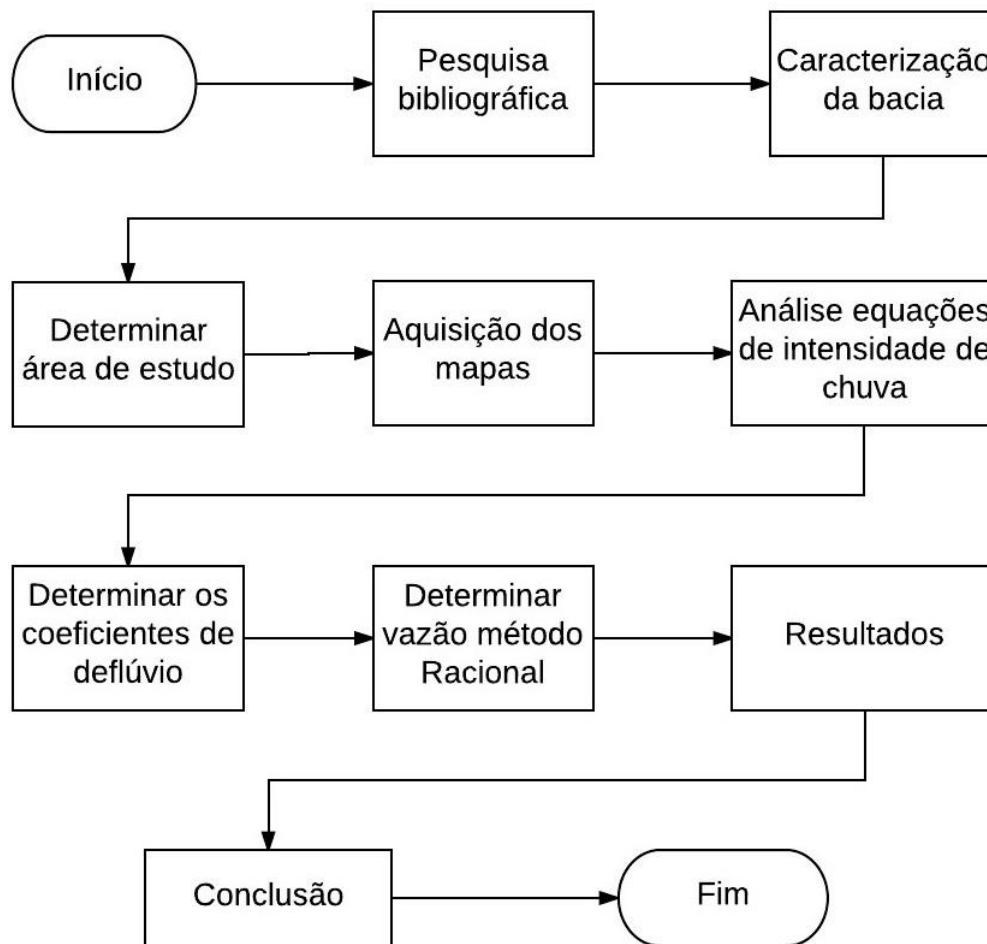 Início
Pesquisa
bibliográfica
Caracterização
da bacia
Determinar
área de estudo
Aquisição dos
mapas
Análise equações
de intensidade de
chuva
Determinar os
coeficientes de
deflúvio
Determinar
vazão método
Racional
Resultados
Conclusão
Fim